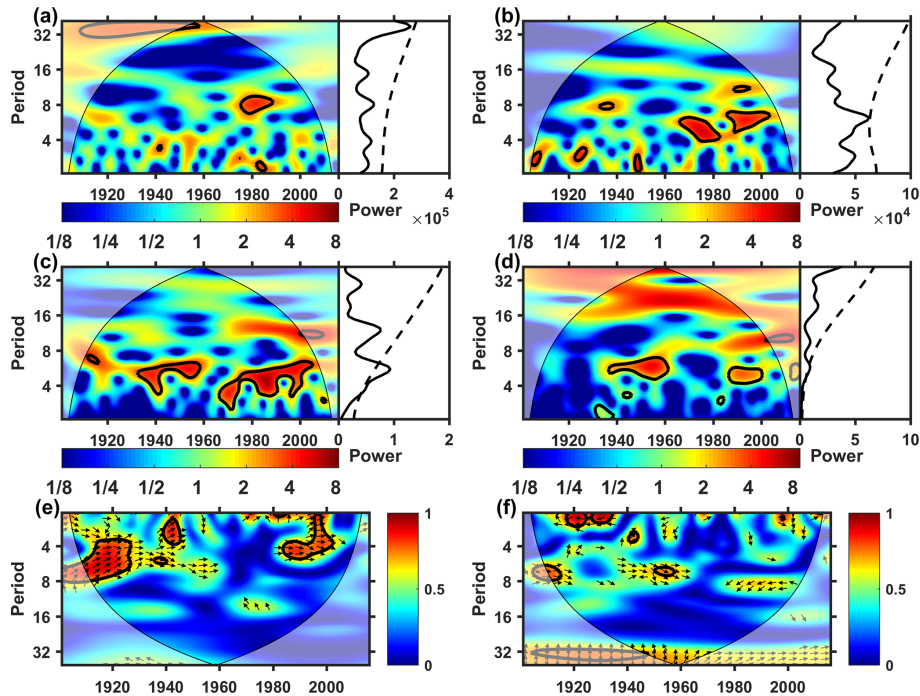 (a) (b)
Period 32 16 8 4
1920 1940 1960 1980 2000 0 2 4
Period 32 16 8 4
1920 1940 1960 1980 2000 0 5 10
Power ×10⁵
Power ×10⁴
1/8 1/4 1/2 1 2 4 8
1/8 1/4 1/2 1 2 4 8
(c) (d)
Period 32 16 8 4
1920 1940 1960 1980 2000 0 1 2
Period 32 16 8 4
1920 1940 1960 1980 2000 0 5 10
Power
Power
1/8 1/4 1/2 1 2 4 8
1/8 1/4 1/2 1 2 4 8
(e) (f)
Period 4 8 16 32
1920 1940 1960 1980 2000
1 0.5 0
Period 4 8 16 32
1920 1940 1960 1980 2000
1 0.5 0